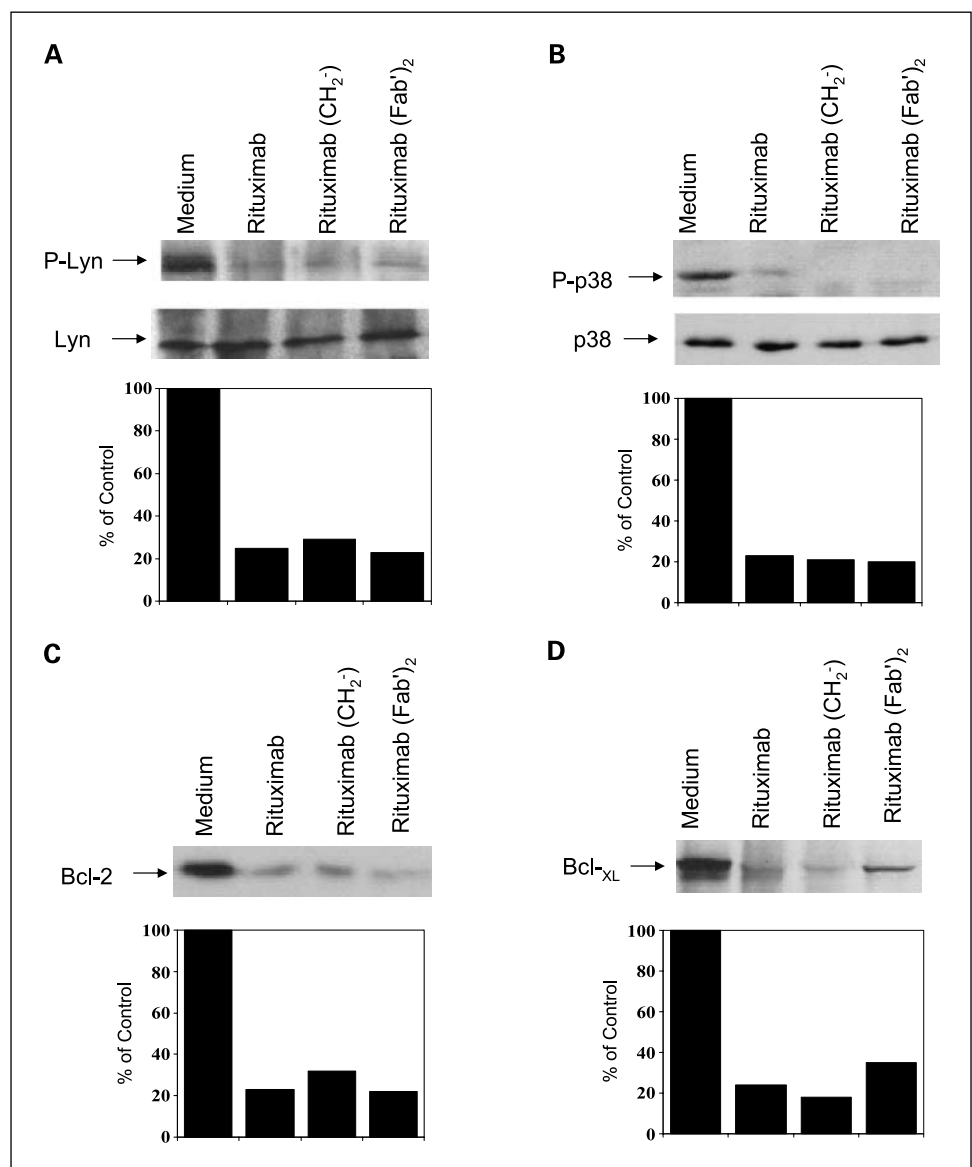 A
Medium
Rituximab
Rituximab (CH₂⁻)
Rituximab (Fab')₂
P-Lyn
Lyn
% of Control
100
80
60
40
20
0
B
Medium
Rituximab
Rituximab (CH₂⁻)
Rituximab (Fab')₂
P-p38
p38
% of Control
100
80
60
40
20
0
C
Medium
Rituximab
Rituximab (CH₂⁻)
Rituximab (Fab')₂
Bcl-2
% of Control
100
80
60
40
20
0
D
Medium
Rituximab
Rituximab (CH₂⁻)
Rituximab (Fab')₂
Bcl-XL
% of Control
100
80
60
40
20
0